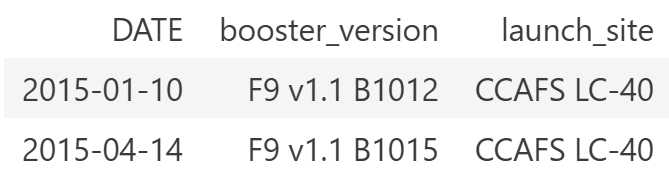 DATE booster_version launch_site
2015-01-10 F9 v1.1 B1012 CCAFS LC-40
2015-04-14 F9 v1.1 B1015 CCAFS LC-40